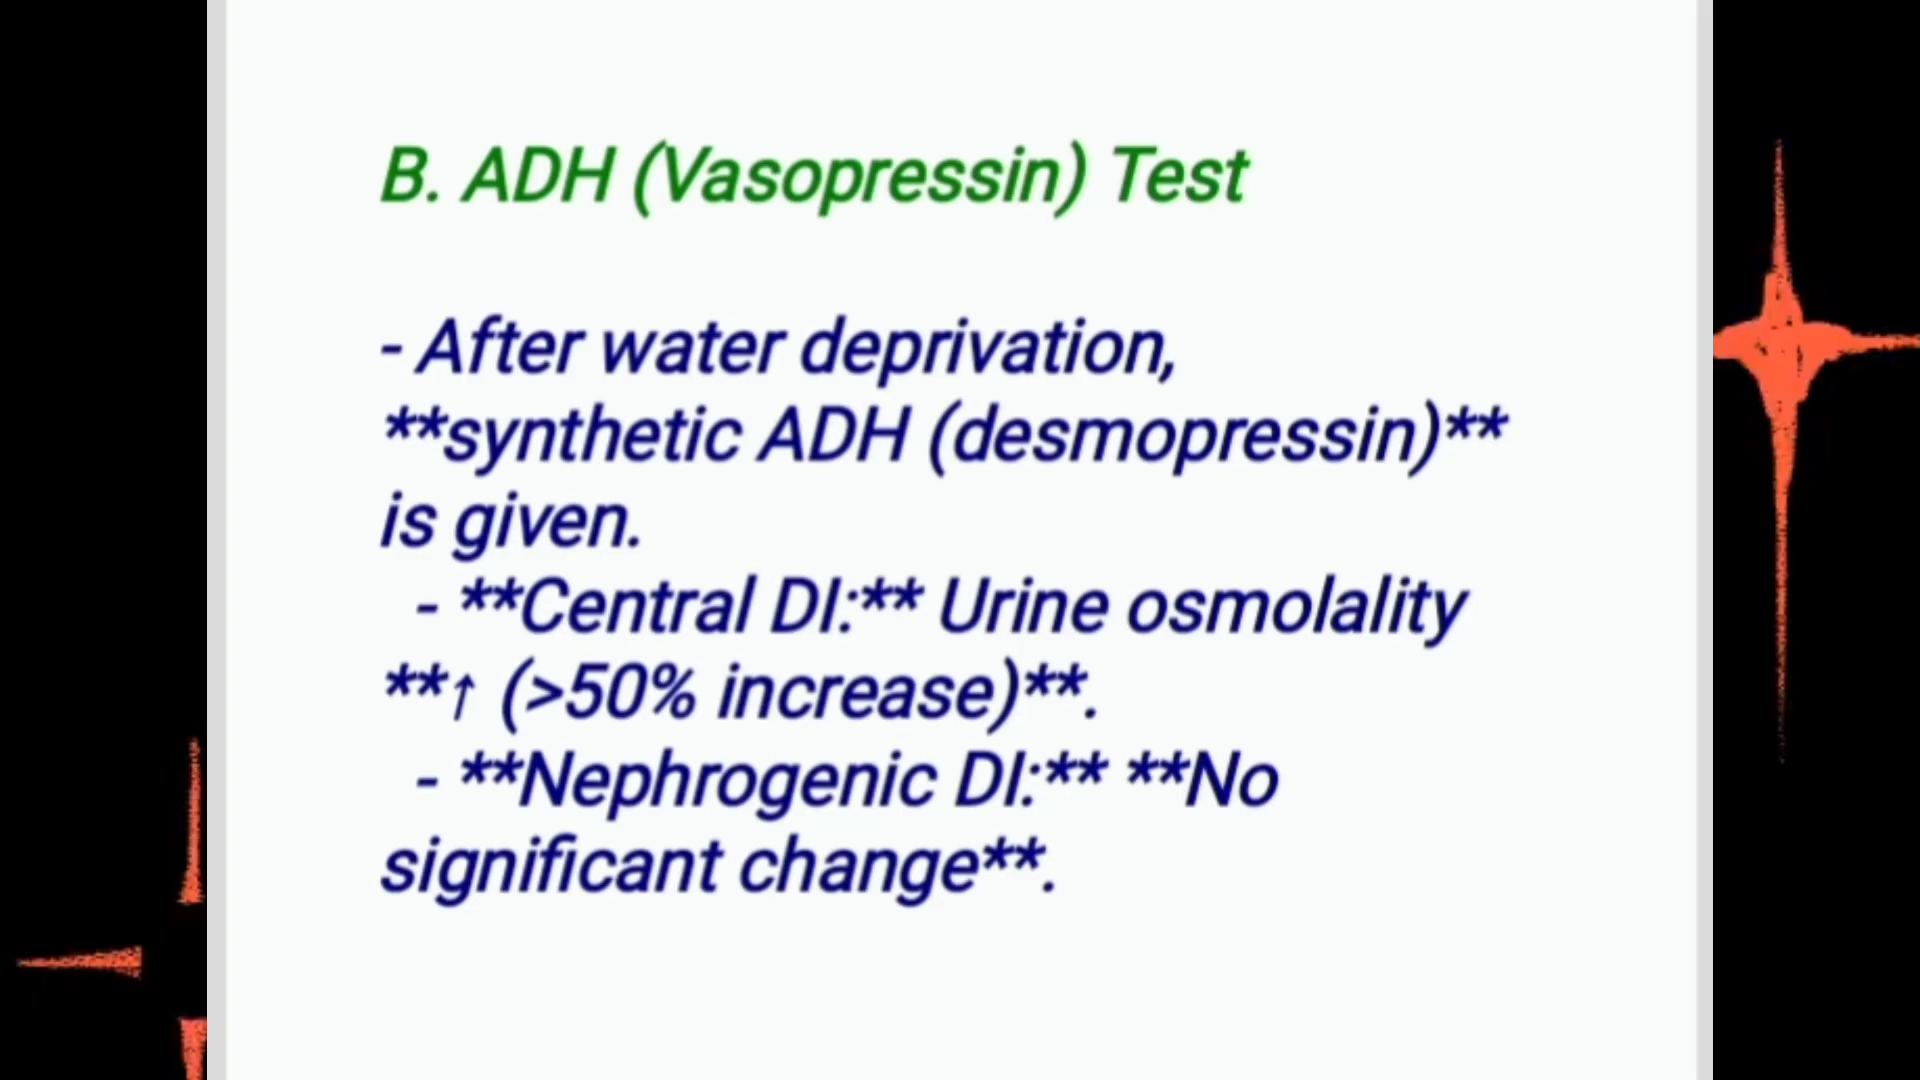 B. ADH (Vasopressin) Test
- After water deprivation,
**synthetic ADH (desmopressin)**
is given.
- **Central DI:** Urine osmolality
**↑ (>50% increase)**.
- **Nephrogenic DI:** **No
significant change**.